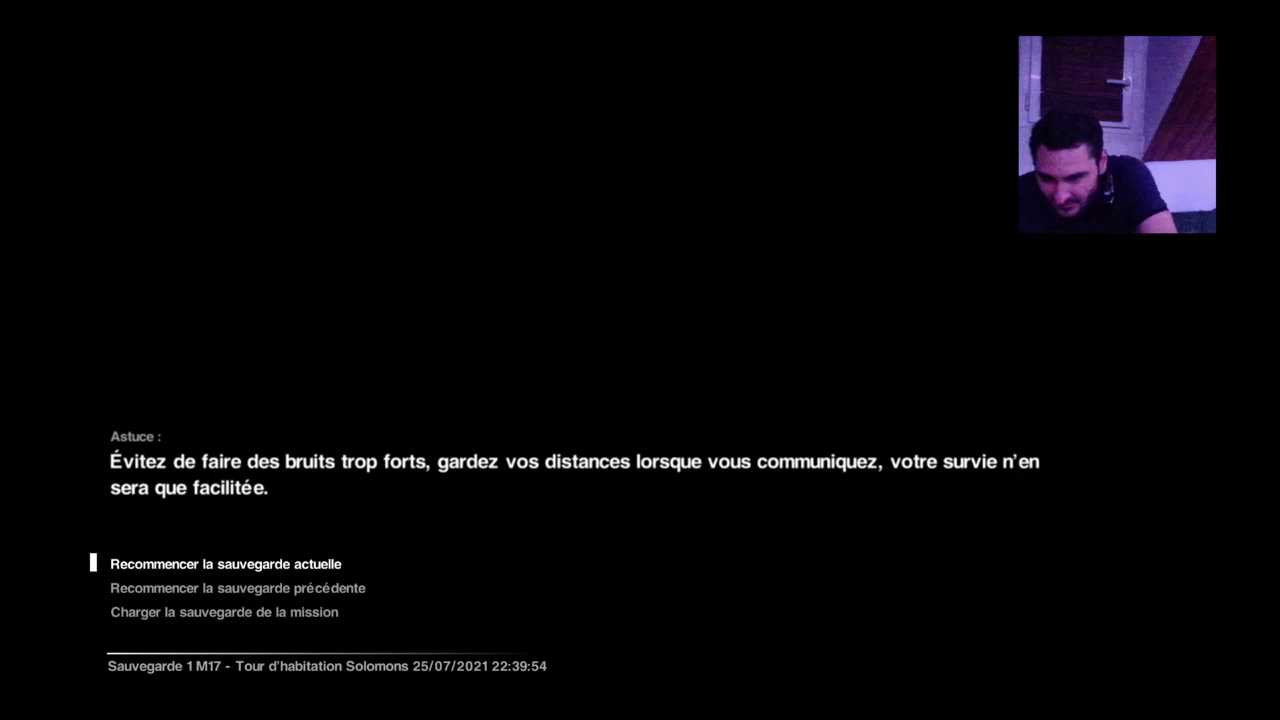 Astuce :
Évitez de faire des bruits trop forts, gardez vos distances lorsque vous communiquez, votre survie n'en
sera que facilitée.
Recommencer la sauvegarde actuelle
Recommencer la sauvegarde précédente
Charger la sauvegarde de la mission
Sauvegarde 1 M17 - Tour d'habitation Solomons 25/07/2021 22:39:54